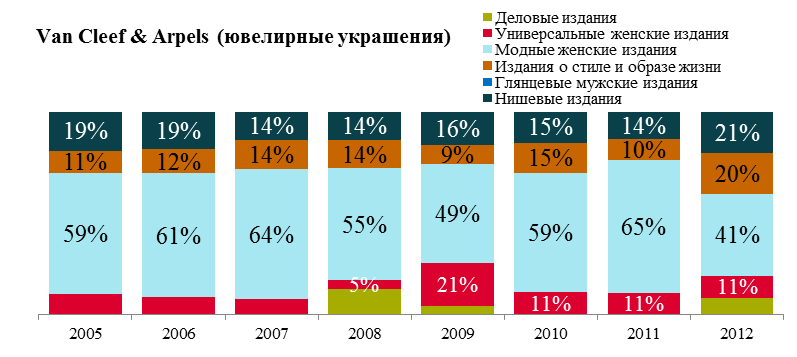 Van Cleef & Arpels (ювелирные украшения)
Деловые издания
Универсальные женские издания
Модные женские издания
Издания о стиле и образе жизни
Глянцевые мужские издания
Нишевые издания
19% 19% 14% 14% 16% 15% 14% 21%
11% 12% 14% 14% 9% 15% 10% 20%
59% 61% 64% 55% 49% 59% 65% 41%
5% 21% 11% 11% 11%
2005 2006 2007 2008 2009 2010 2011 2012